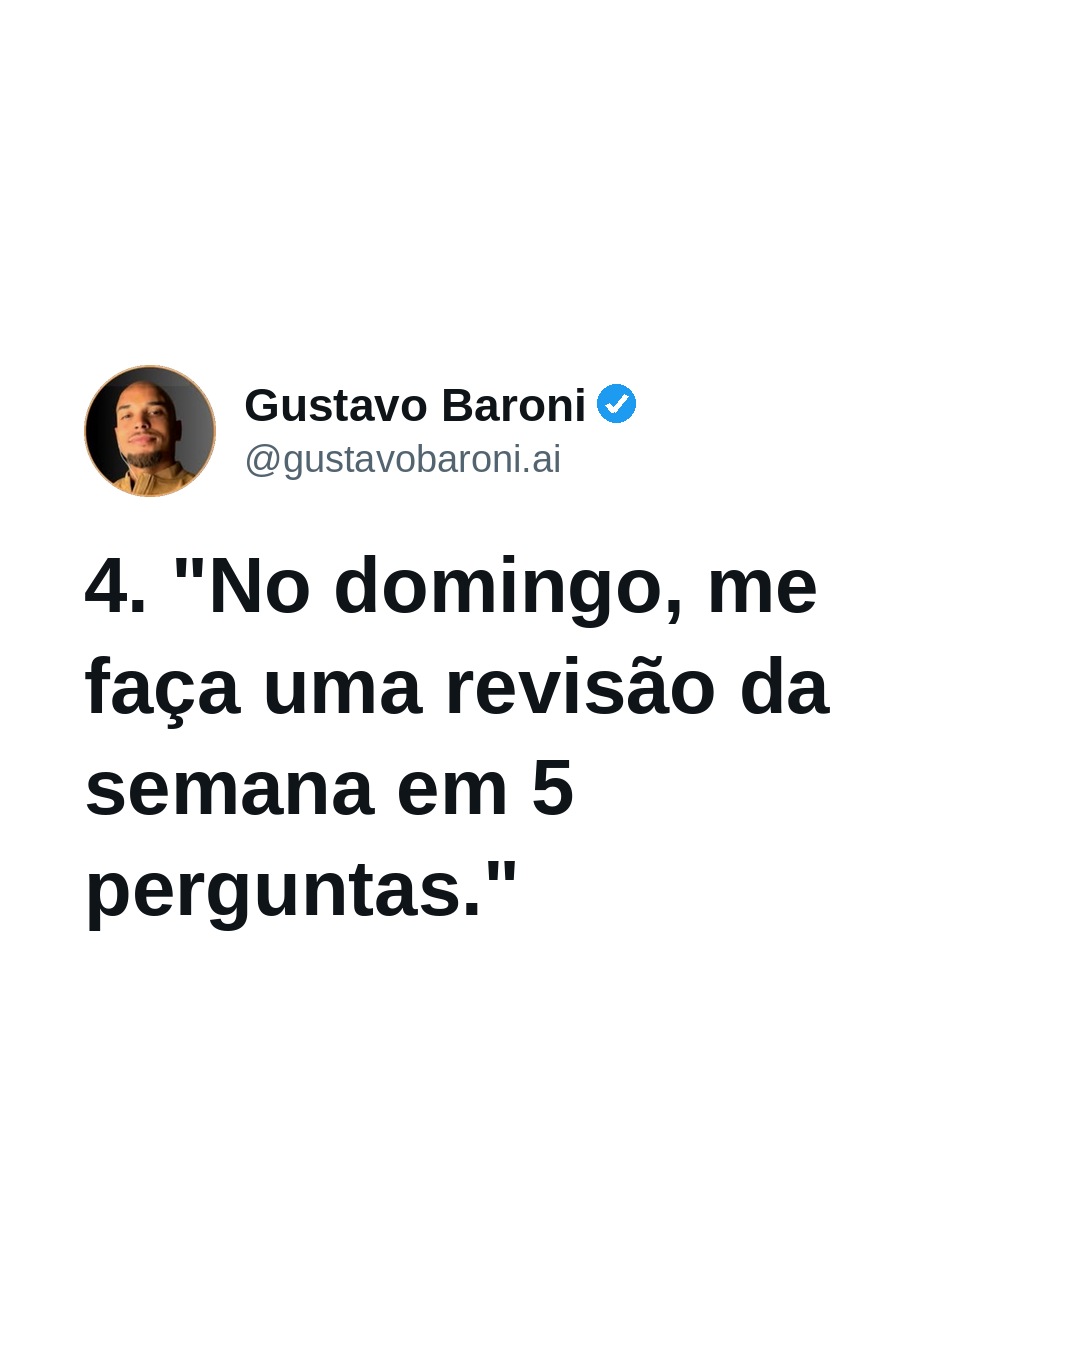 Gustavo Baroni
@gustavobaroni.ai
4. "No domingo, me
faça uma revisão da
semana em 5
perguntas."